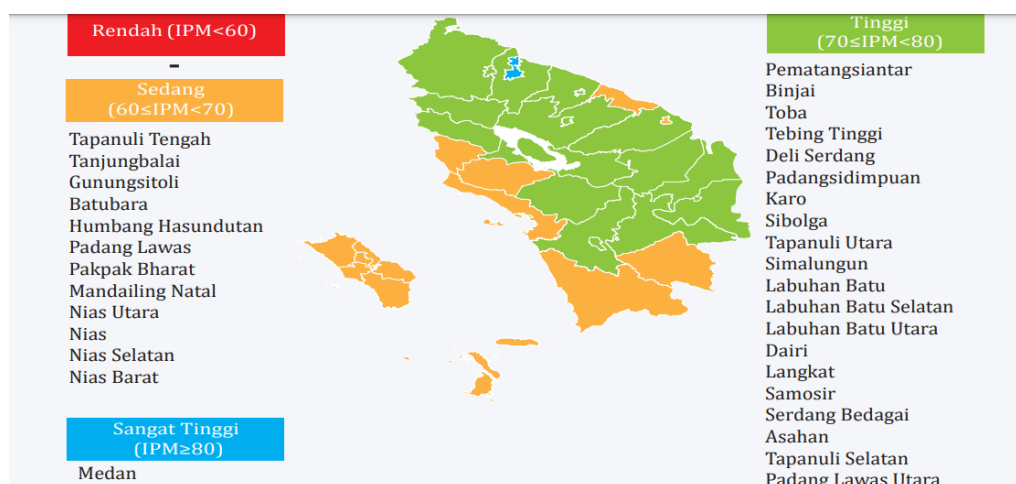 Rendah (IPM<60)
-
Sedang
(60≤IPM<70)
Tapanuli Tengah
Tanjungbalai
Gunungsitoli
Batubara
Humbang Hasundutan
Padang Lawas
Pakpak Bharat
Mandailing Natal
Nias Utara
Nias
Nias Selatan
Nias Barat
Sangat Tinggi
(IPM≥80)
Medan
Tinggi
(70≤IPM<80)
Pematangsiantar
Binjai
Toba
Tebing Tinggi
Deli Serdang
Padangsidimpuan
Karo
Sibolga
Tapanuli Utara
Simalungun
Labuhan Batu
Labuhan Batu Selatan
Labuhan Batu Utara
Dairi
Langkat
Samosir
Serdang Bedagai
Asahan
Tapanuli Selatan
Padang Lawas Utara